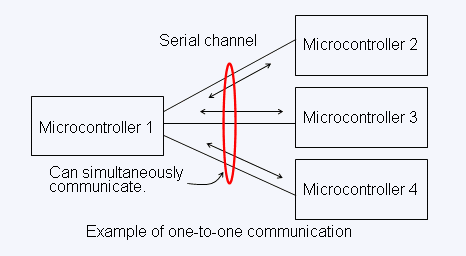 Serial channel
Microcontroller 2
Microcontroller 1
Microcontroller 3
Can simultaneously
communicate.
Microcontroller 4
Example of one-to-one communication